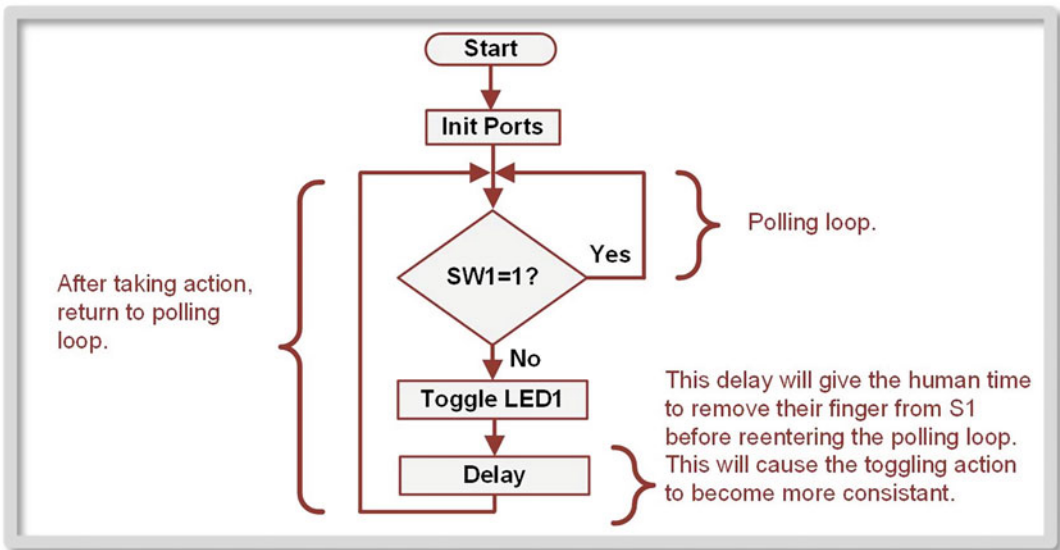 Start
Init Ports
Yes
Polling loop.
SW1=1?
After taking action,
return to polling
loop.
No
Toggle LED1
This delay will give the human time
to remove their finger from S1
before reentering the polling loop.
This will cause the toggling action
to become more consistant.
Delay